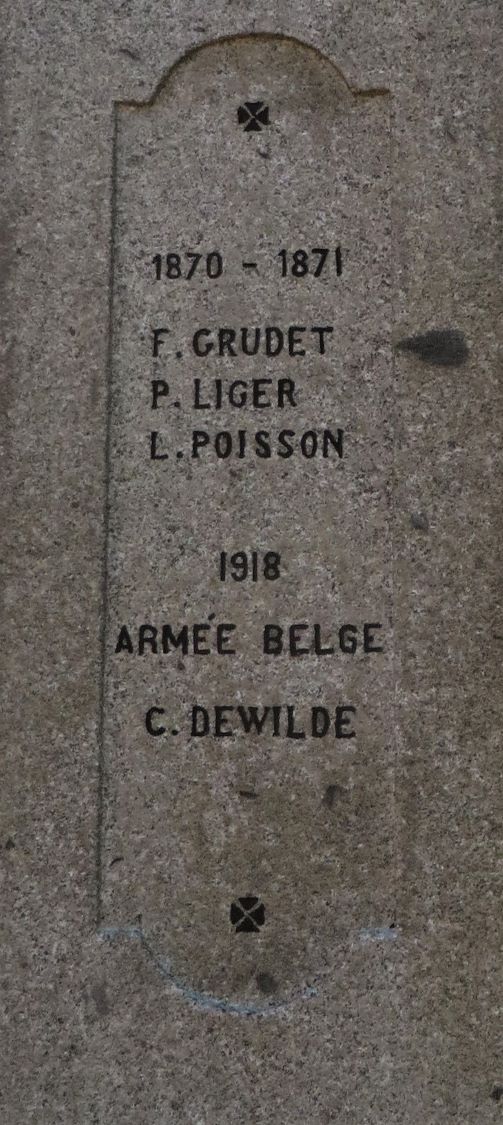 1870 - 1871
F. GRUDET
P. LIGER
L. POISSON
1918
ARMÉE BELGE
C. DEWILDE